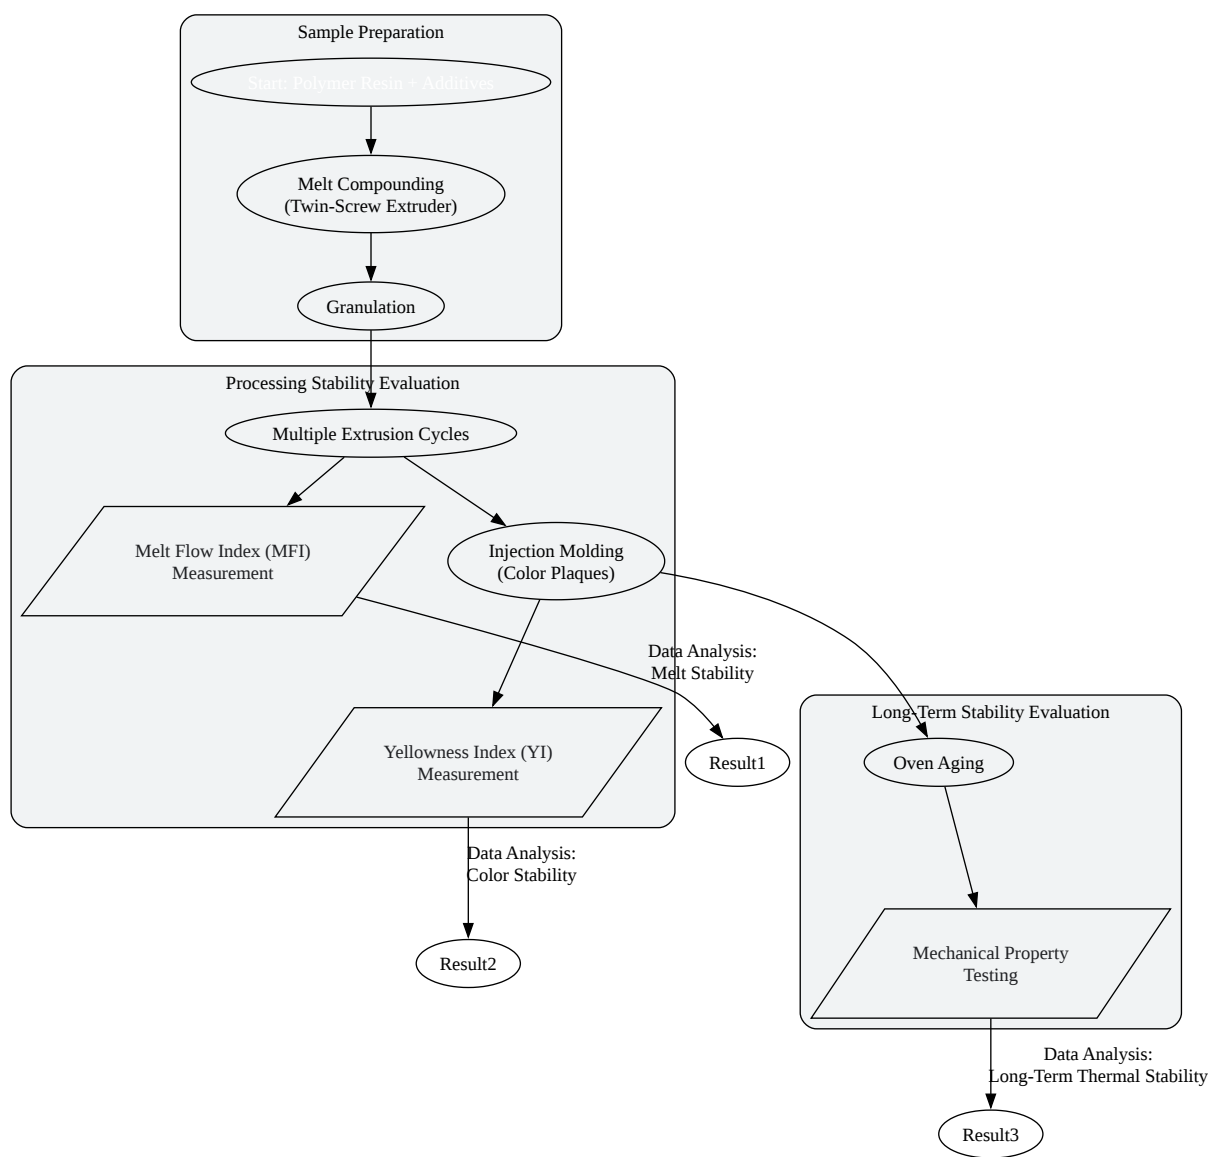 Sample Preparation
Start: Polymer Resin + Additives
Melt Compounding
(Twin-Screw Extruder)
Granulation
Processing Stability Evaluation
Multiple Extrusion Cycles
Melt Flow Index (MFI)
Measurement
Injection Molding
(Color Plaques)
Data Analysis:
Melt Stability
Long-Term Stability Evaluation
Yellowness Index (YI)
Measurement
Result1
Oven Aging
Data Analysis:
Color Stability
Result2
Mechanical Property
Testing
Data Analysis:
Long-Term Thermal Stability
Result3